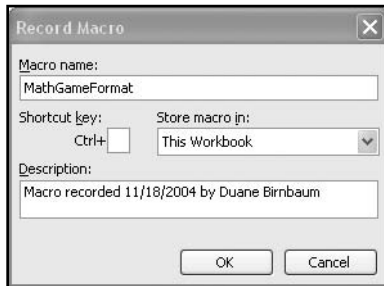 Record Macro
Macro name:
MathGameFormat
Shortcut key: Store macro in:
Ctrl+ This Workbook
Description:
Macro recorded 11/18/2004 by Duane Birnbaum
OK Cancel